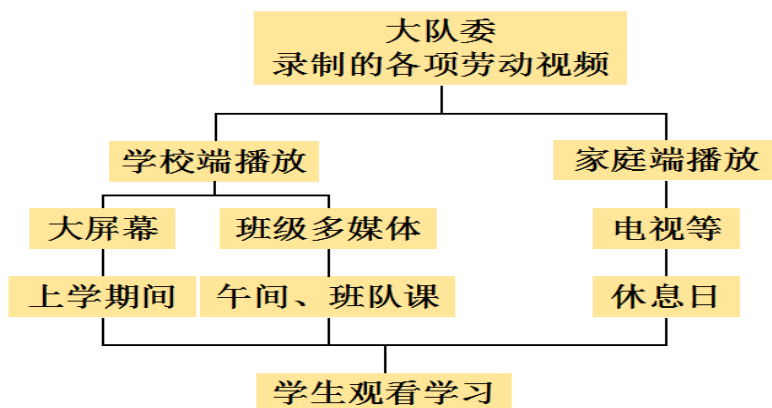 大队委
录制的各项劳动视频
学校端播放
家庭端播放
大屏幕
班级多媒体
电视等
上学期间
午间、班队课
休息日
学生观看学习